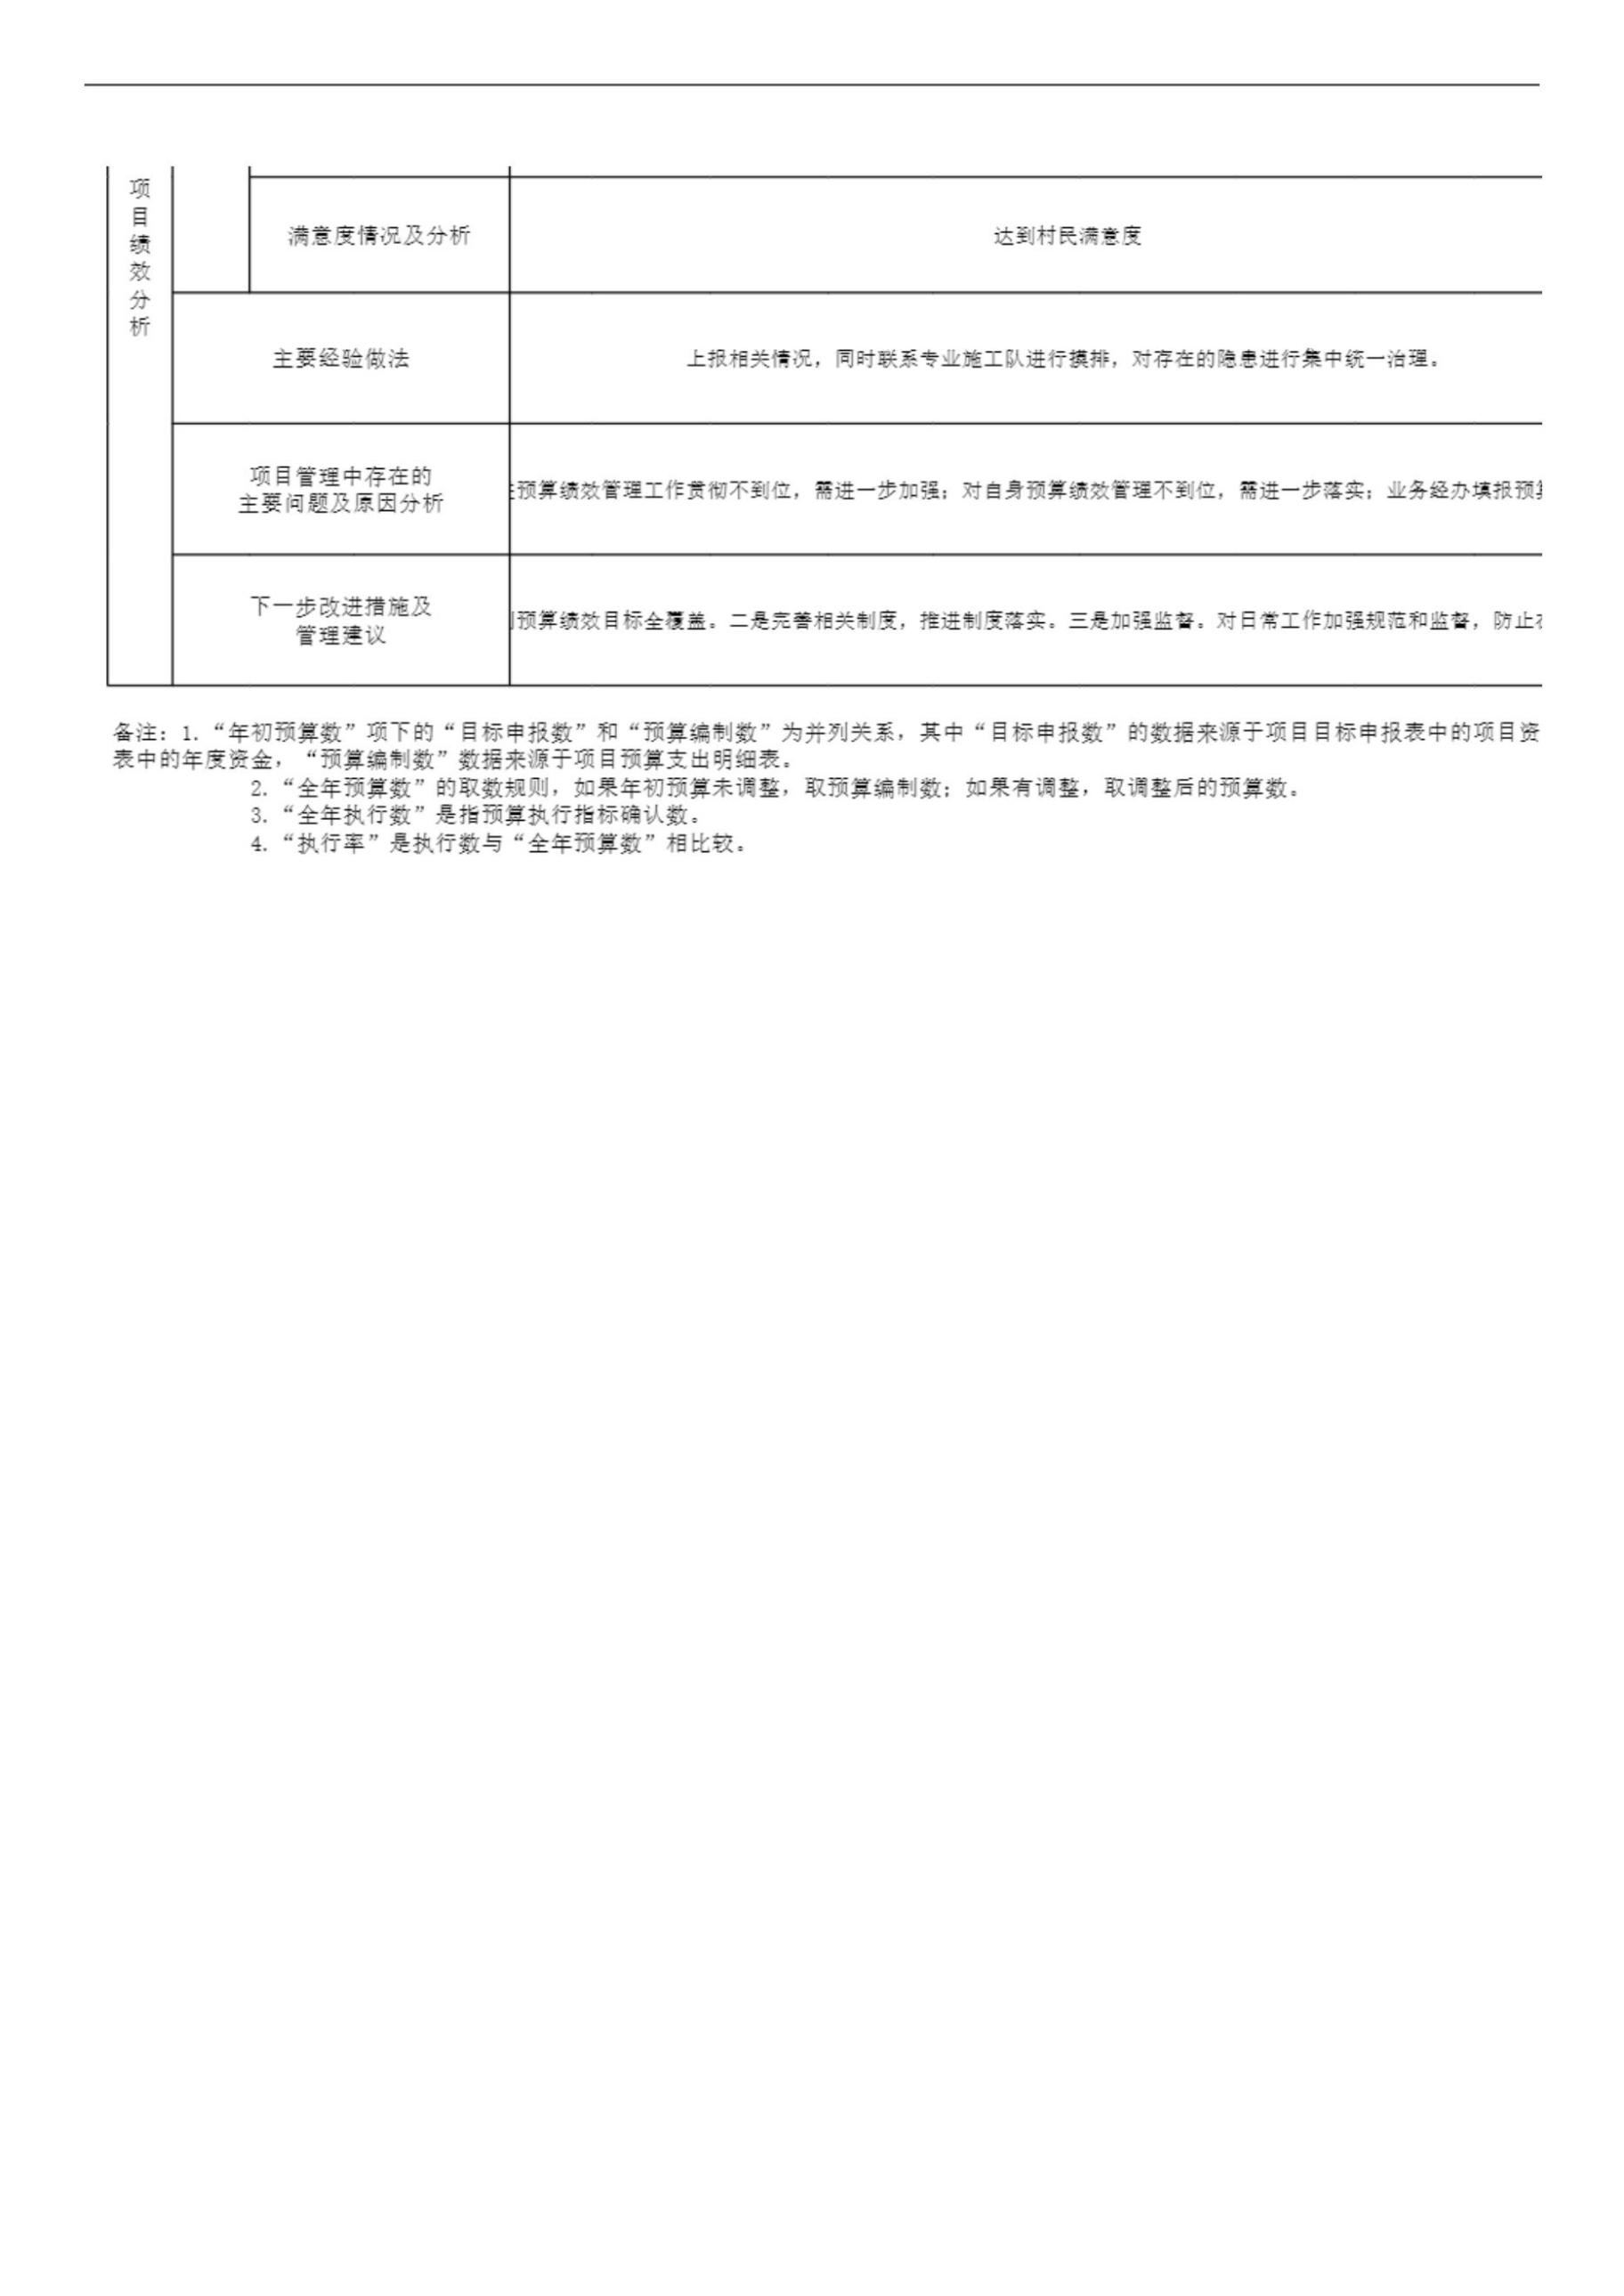 项
目
绩
效
分
析
满意度情况及分析
达到村民满意度
主要经验做法
上报相关情况，同时联系专业施工队进行摸排，对存在的隐患进行集中统一治理。
项目管理中存在的
主要问题及原因分析
预算绩效管理工作贯彻不到位，需进一步加强；对自身预算绩效管理不到位，需进一步落实；业务经办填报预
下一步改进措施及
管理建议
预算绩效目标全覆盖。二是完善相关制度，推进制度落实。三是加强监督。对日常工作加强规范和监督，防止
备注：1.“年初预算数”项下的“目标申报数”和“预算编制数”为并列关系，其中“目标申报数”的数据来源于项目目标申报表中的项目资
表中的年度资金，“预算编制数”数据来源于项目预算支出明细表。
2.“全年预算数”的取数规则，如果年初预算未调整，取预算编制数；如果有调整，取调整后的预算数。
3.“全年执行数”是指预算执行指标确认数。
4.“执行率”是执行数与“全年预算数”相比较。